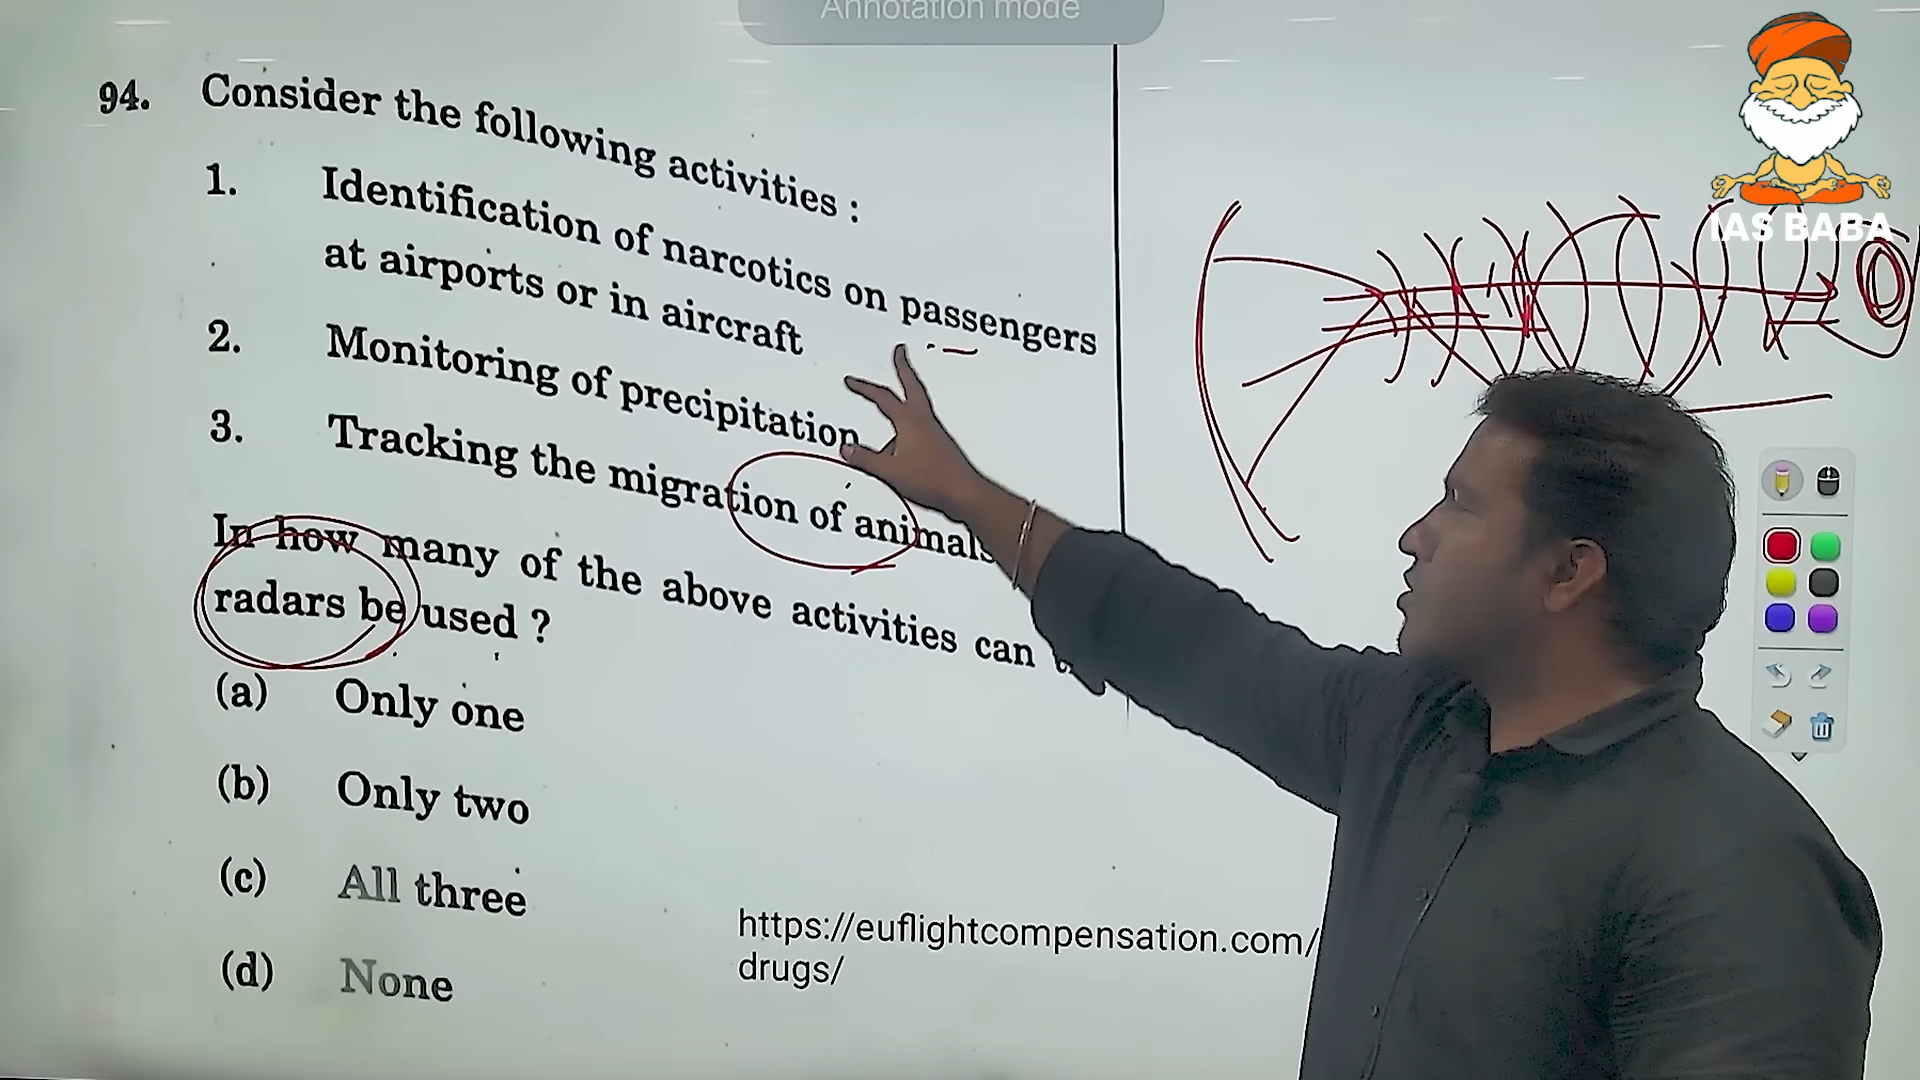 Annotation mode
94. Consider the following activities :
1. Identification of narcotics on passengers
at airports or in aircraft
2. Monitoring of precipitation
3. Tracking the migration of animals
In how many of the above activities can
radars be used ?
(a) Only one
(b) Only two
(c) All three
(d) None
https://euflightcompensation.com/
drugs/
IAS BABA